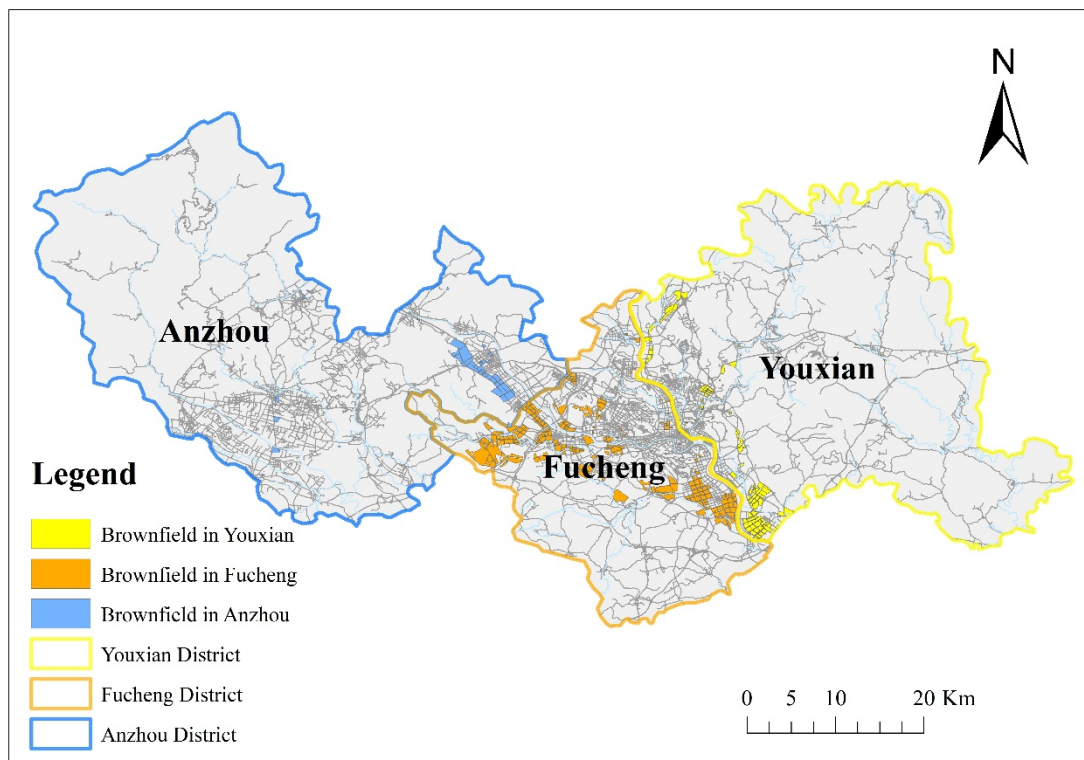 N
Anzhou
Youxian
Fucheng
Legend
Brownfield in Youxian
Brownfield in Fucheng
Brownfield in Anzhou
Youxian District
Fucheng District
Anzhou District
0 5 10 20 Km